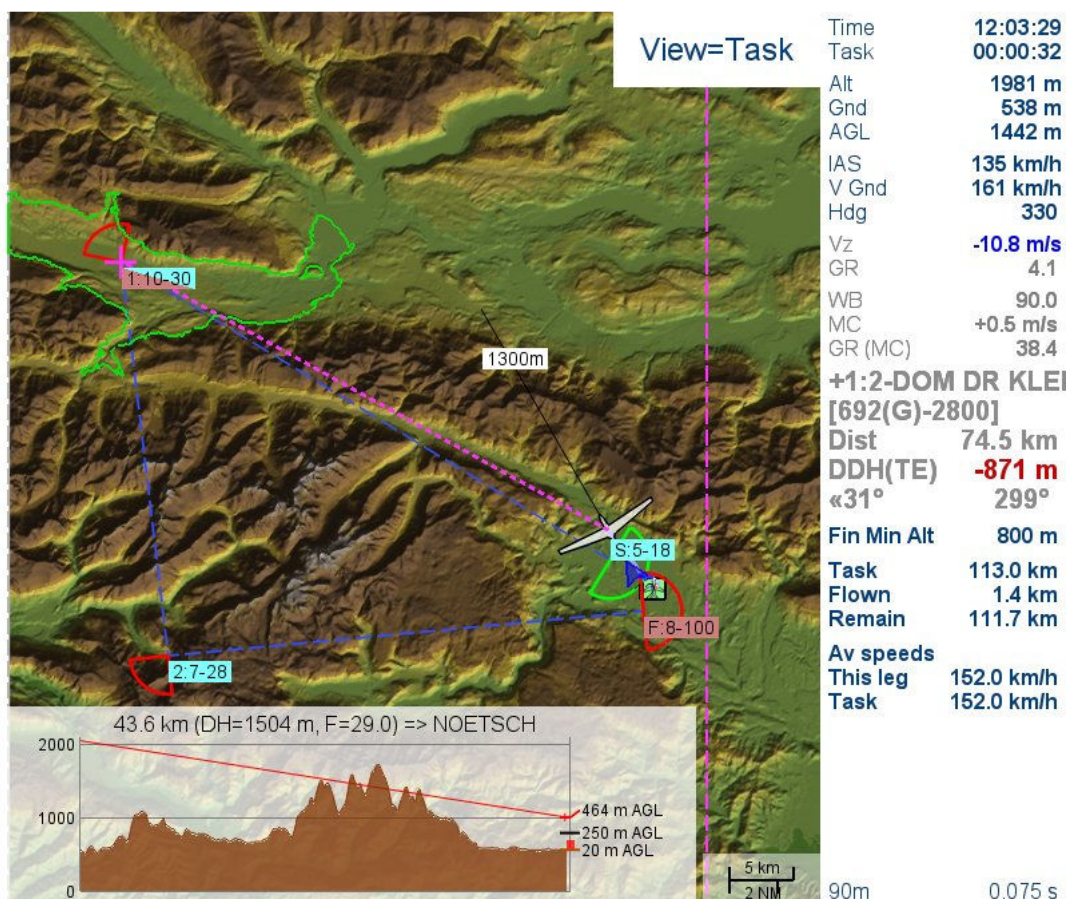 View=Task
1:10-30
1300m
S:5-18
F:8-100
2:7-28
43.6 km (DH=1504 m, F=29.0) => NOETSCH
2000
1000
0
464 m AGL
250 m AGL
20 m AGL
5 km
2 NM
Time 12:03:29
Task 00:00:32
Alt 1981 m
Gnd 538 m
AGL 1442 m
IAS 135 km/h
V Gnd 161 km/h
Hdg 330
Vz -10.8 m/s
GR 4.1
WB 90.0
MC +0.5 m/s
GR (MC) 38.4
+1:2-DOM DR KLEI
[692(G)-2800]
Dist 74.5 km
DDH(TE) -871 m
«31° 299°
Fin Min Alt 800 m
Task 113.0 km
Flown 1.4 km
Remain 111.7 km
Av speeds
This leg 152.0 km/h
Task 152.0 km/h
90m 0.075 s